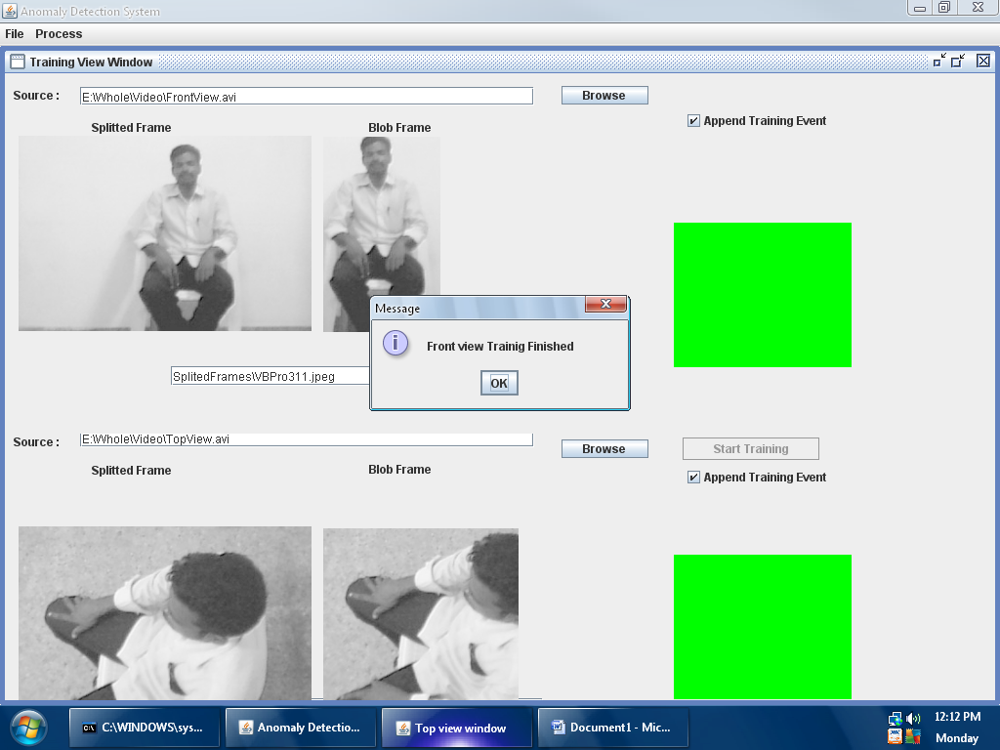 Anomaly Detection System
File Process
Training View Window
Source : E:\Whole\Video\FrontView.avi Browse
Append Training Event
Splitted Frame Blob Frame
Message
Front view Trainig Finished
OK
SplitedFrames\VBPro311.jpeg
Source : E:\Whole\Video\TopView.avi Browse Start Training
Splitted Frame Blob Frame Append Training Event
C:\WINDOWS\sys... Anomaly Detectio... Top view window Document1 - Mic... 12:12 PM
Monday